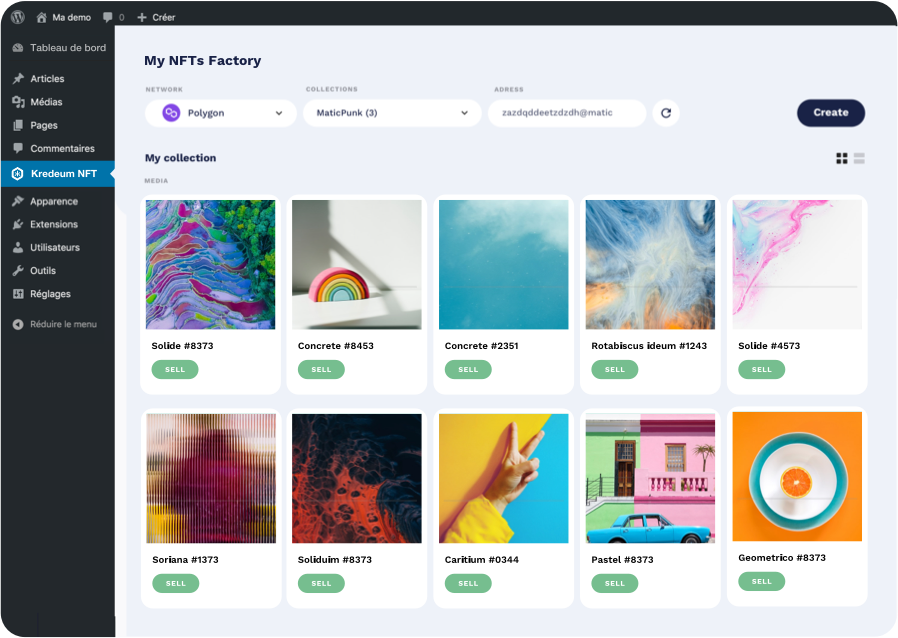 Ma demo 0 Créer
Tableau de bord
Articles
Médias
Pages
Commentaires
Kredeum NFT
Apparence
Extensions
Utilisateurs
Outils
Réglages
Réduire le menu
My NFTs Factory
NETWORK COLLECTIONS ADRESS
Polygon MaticPunk (3) zazdqddeetzdzdh@matic Create
My collection
MEDIA
Solide #8373 Concrete #8453 Concrete #2351 Rotabiscus ideum #1243 Solide #4573
SELL SELL SELL SELL SELL
Soriana #1373 Soliduim #8373 Caritium #0344 Pastel #8373 Geometrico #8373
SELL SELL SELL SELL SELL